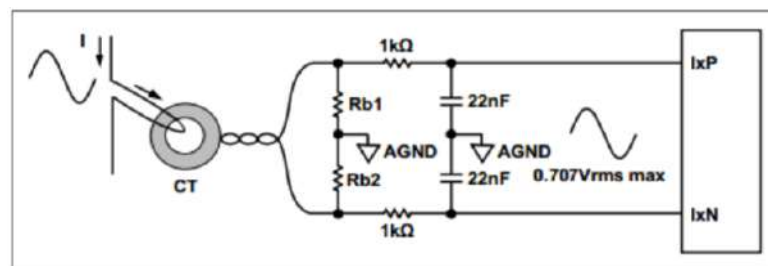 I
1kΩ
IxP
Rb1
22nF
AGND
AGND
Rb2
22nF
0.707Vrms max
CT
1kΩ
IxN